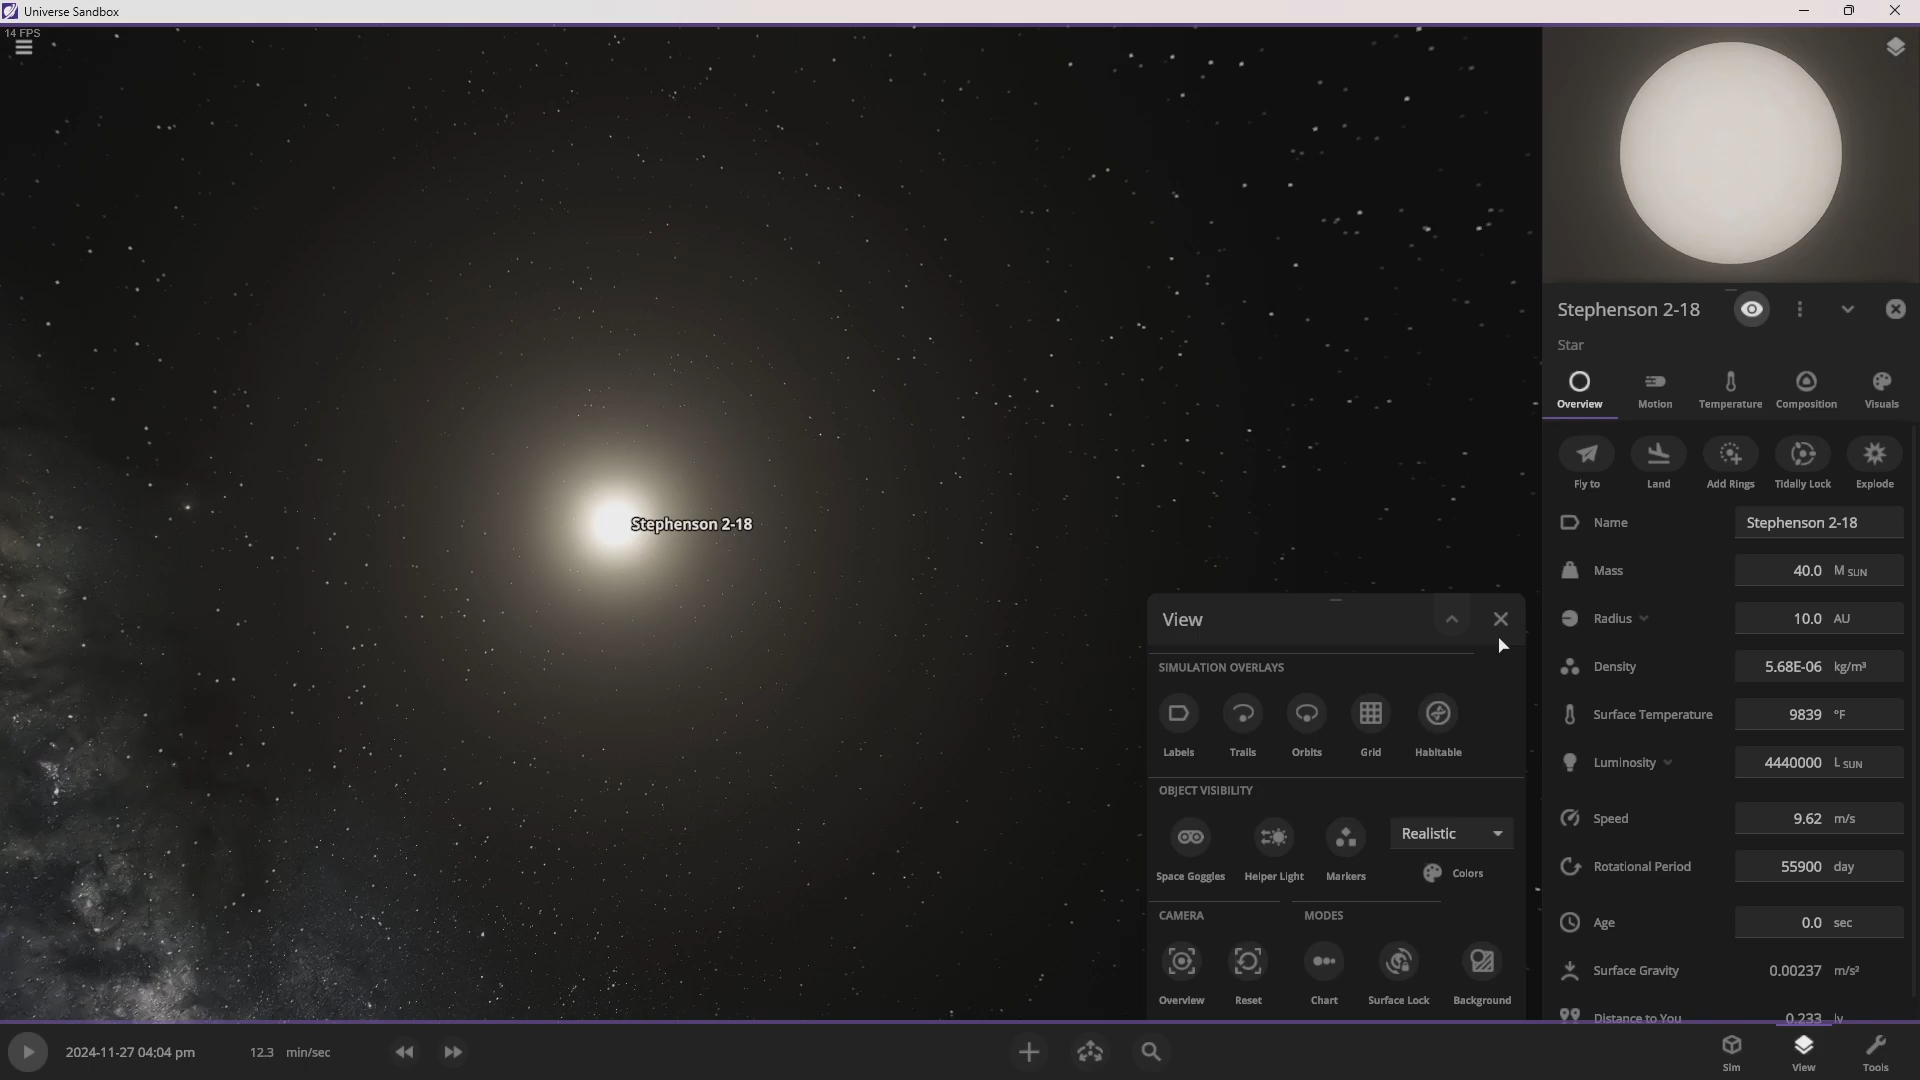 Universe Sandbox
14 FPS
Stephenson 2-18
Stephenson 2-18
Star
Overview Motion Temperature Composition Visuals
Fly to Land Add Rings Tidally Lock Explode
Name Stephenson 2-18
Mass 40.0 M SUN
Radius 10.0 AU
Density 5.68E-06 kg/m³
Surface Temperature 9839 °F
Luminosity 4440000 L SUN
Speed 9.62 m/s
Rotational Period 55900 day
Age 0.0 sec
Surface Gravity 0.00237 m/s²
Distance to You 0.233 ly
View
SIMULATION OVERLAYS
Labels Trails Orbits Grid Habitable
OBJECT VISIBILITY
Realistic
Space Goggles Helper Light Markers Colors
CAMERA MODES
Overview Reset Chart Surface Lock Background
2024-11-27 04:04 pm 12.3 min/sec
Sim View Tools